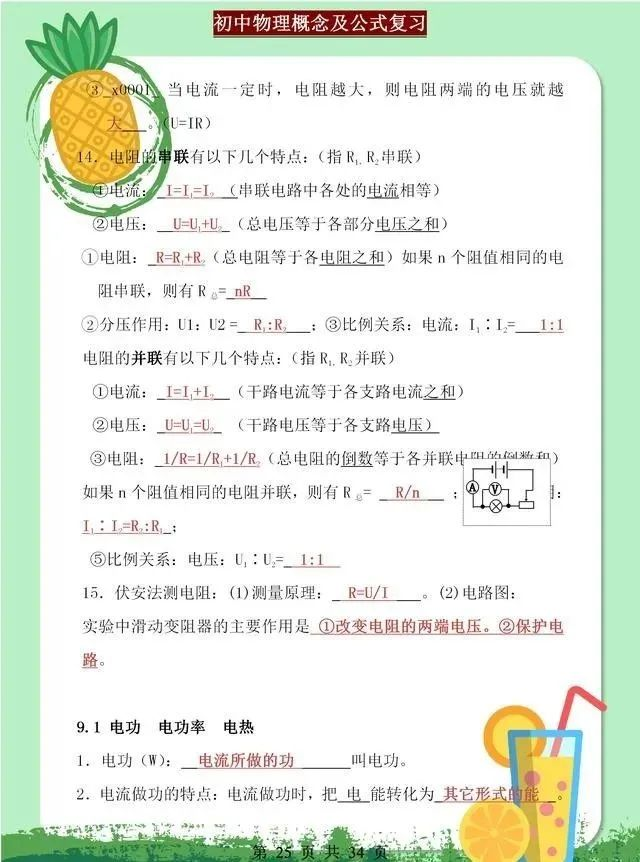 初中物理概念及公式复习
③ x0001 当电流一定时，电阻越大，则电阻两端的电压就越
大 。(U=IR)
14. 电阻的串联有以下几个特点：(指 R₁, R₂串联)
①电流： I=I₁=I₂ (串联电路中各处的电流相等)
②电压： U=U₁+U₂ (总电压等于各部分电压之和)
①电阻： R=R₁+R₂ (总电阻等于各电阻之和) 如果 n 个阻值相同的电
阻串联，则有 R总= nR
②分压作用：U1：U2 = R₁:R₂ ；③比例关系：电流：I₁∶I₂= 1:1
电阻的并联有以下几个特点：(指 R₁, R₂并联)
①电流： I=I₁+I₂ (干路电流等于各支路电流之和)
②电压： U=U₁=U₂ (干路电压等于各支路电压)
③电阻： 1/R=1/R₁+1/R₂ (总电阻的倒数等于各并联电阻的倒数和)
如果 n 个阻值相同的电阻并联，则有 R总= R/n ；
A V
I₁∶I₂=R₂:R₁ ；
⑤比例关系：电压：U₁∶U₂= 1:1
15. 伏安法测电阻：(1)测量原理： R=U/I 。(2)电路图：
实验中滑动变阻器的主要作用是 ①改变电阻的两端电压。②保护电
路。
9.1 电功 电功率 电热
1. 电功(W)： 电流所做的功 叫电功。
2. 电流做功的特点：电流做功时，把 电 能转化为 其它形式的能 。
第 25 页 共 34 页